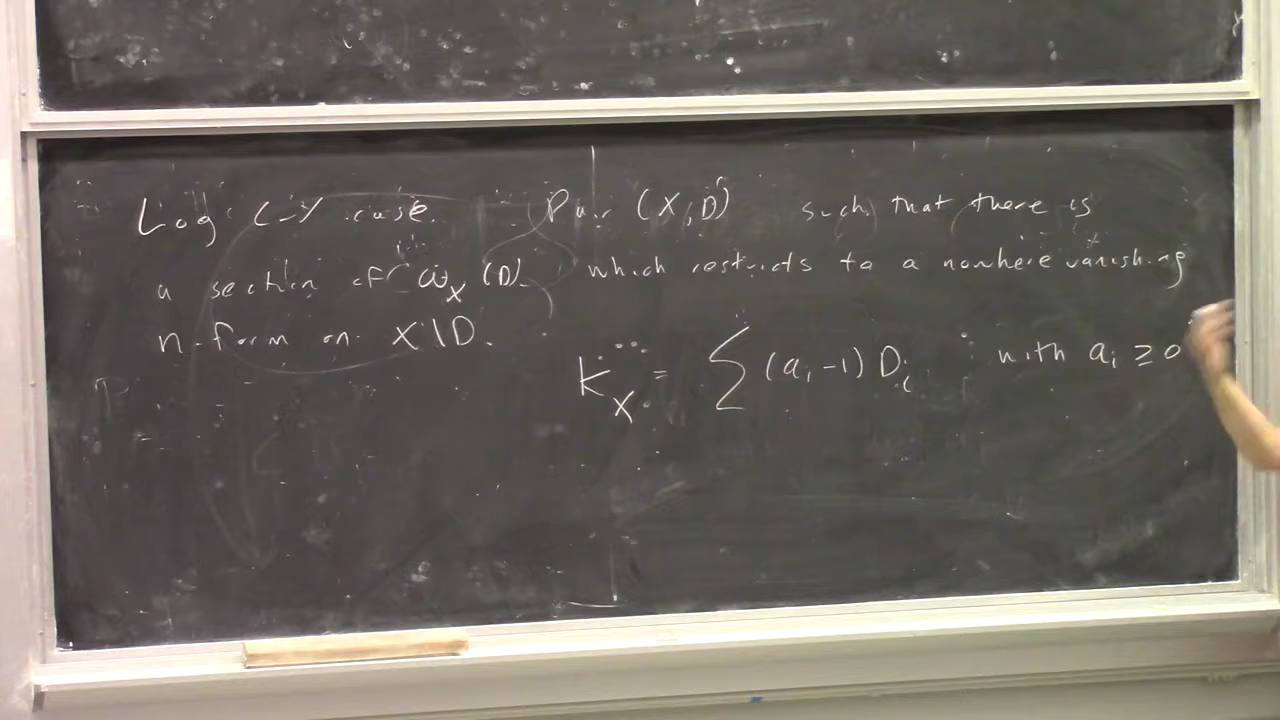 Log C-Y case. Pair (X, D) such that there is
a section of ω_X (D) which restricts to a nowhere vanishing
n-form on X \ D.
K_X = ∑ (a_i - 1) D_i with a_i ≥ 0